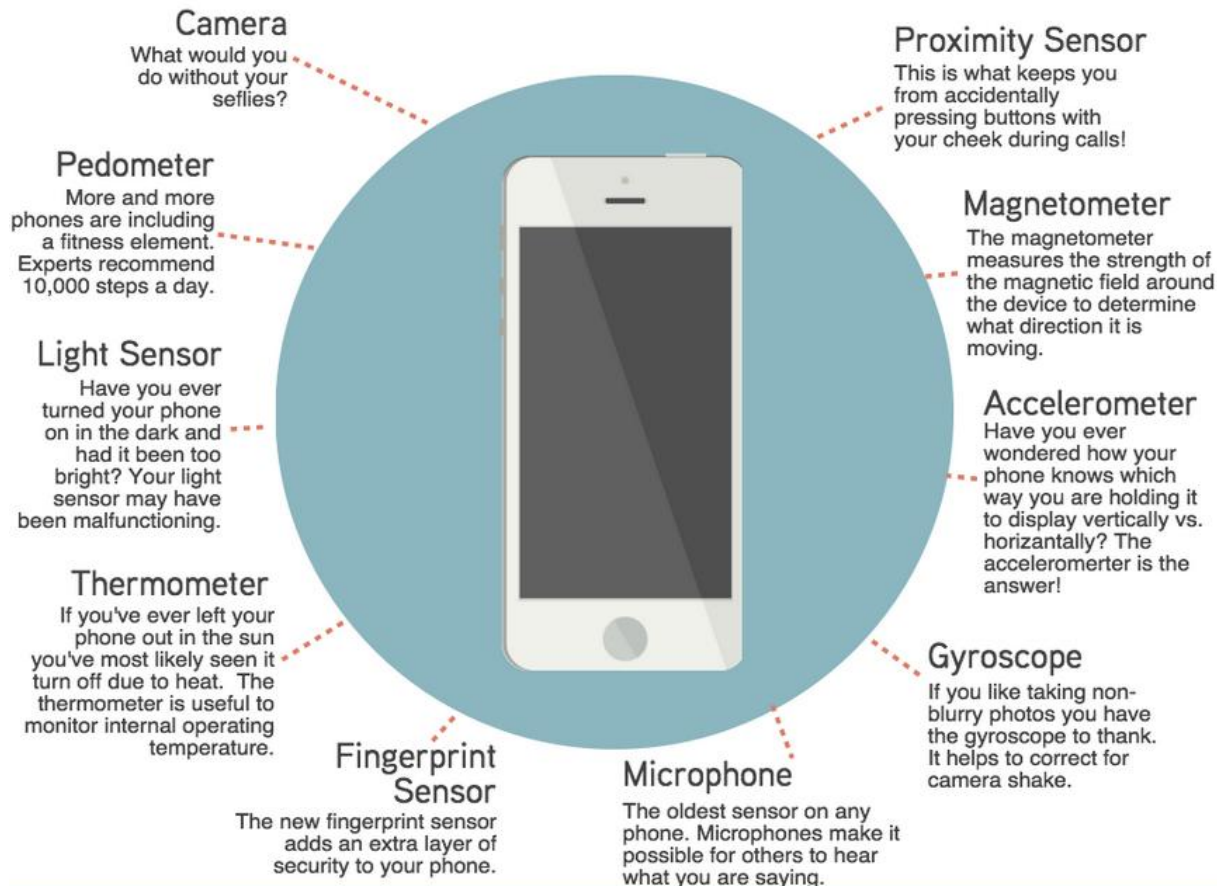 Camera
What would you
do without your
seflies?
Pedometer
More and more
phones are including
a fitness element.
Experts recommend
10,000 steps a day.
Light Sensor
Have you ever
turned your phone
on in the dark and
had it been too
bright? Your light
sensor may have
been malfunctioning.
Thermometer
If you've ever left your
phone out in the sun
you've most likely seen it
turn off due to heat.  The
thermometer is useful to
monitor internal operating
temperature.
Fingerprint
Sensor
The new fingerprint sensor
adds an extra layer of
security to your phone.
Proximity Sensor
This is what keeps you
from accidentally
pressing buttons with
your cheek during calls!
Magnetometer
The magnetometer
measures the strength of
the magnetic field around
the device to determine
what direction it is
moving.
Accelerometer
Have you ever
wondered how your
phone knows which
way you are holding it
to display vertically vs.
horizantally? The
acceleromerter is the
answer!
Gyroscope
If you like taking non-
blurry photos you have
the gyroscope to thank.
It helps to correct for
camera shake.
Microphone
The oldest sensor on any
phone. Microphones make it
possible for others to hear
what you are saying.